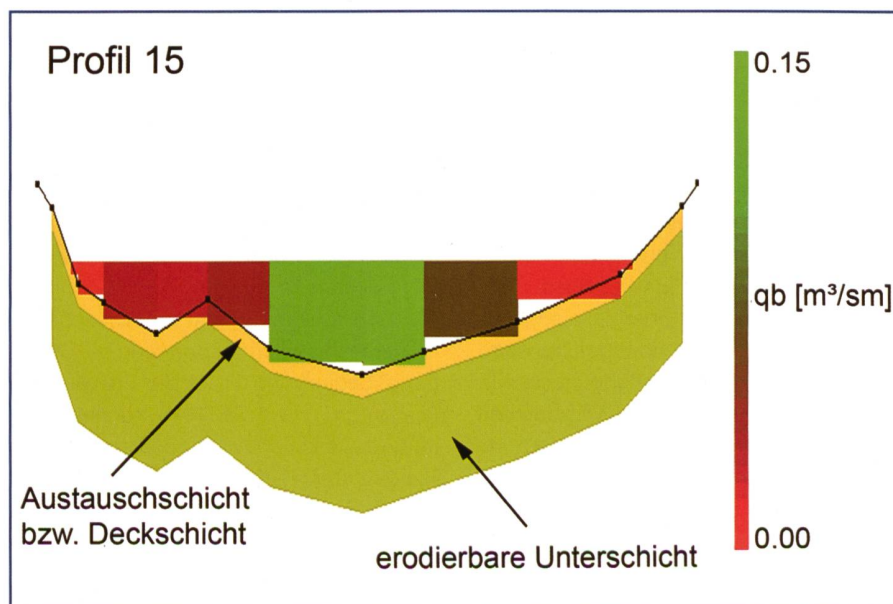 Profil 15
0.15
qb [m³/sm]
0.00
Austauschschicht
bzw. Deckschicht
erodierbare Unterschicht